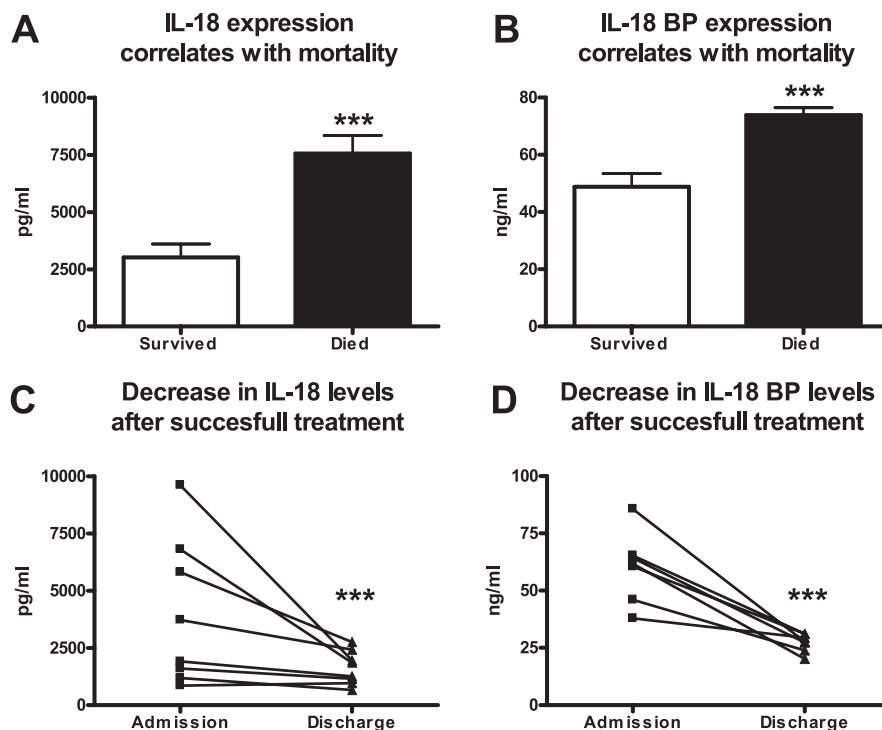 A
IL-18 expression
correlates with mortality
10000
7500
5000
2500
0
pg/ml
***
Survived
Died
B
IL-18 BP expression
correlates with mortality
80
60
40
20
0
ng/ml
***
Survived
Died
C
Decrease in IL-18 levels
after succesfull treatment
10000
7500
5000
2500
0
pg/ml
***
Admission
Discharge
D
Decrease in IL-18 BP levels
after succesfull treatment
100
75
50
25
0
ng/ml
***
Admission
Discharge